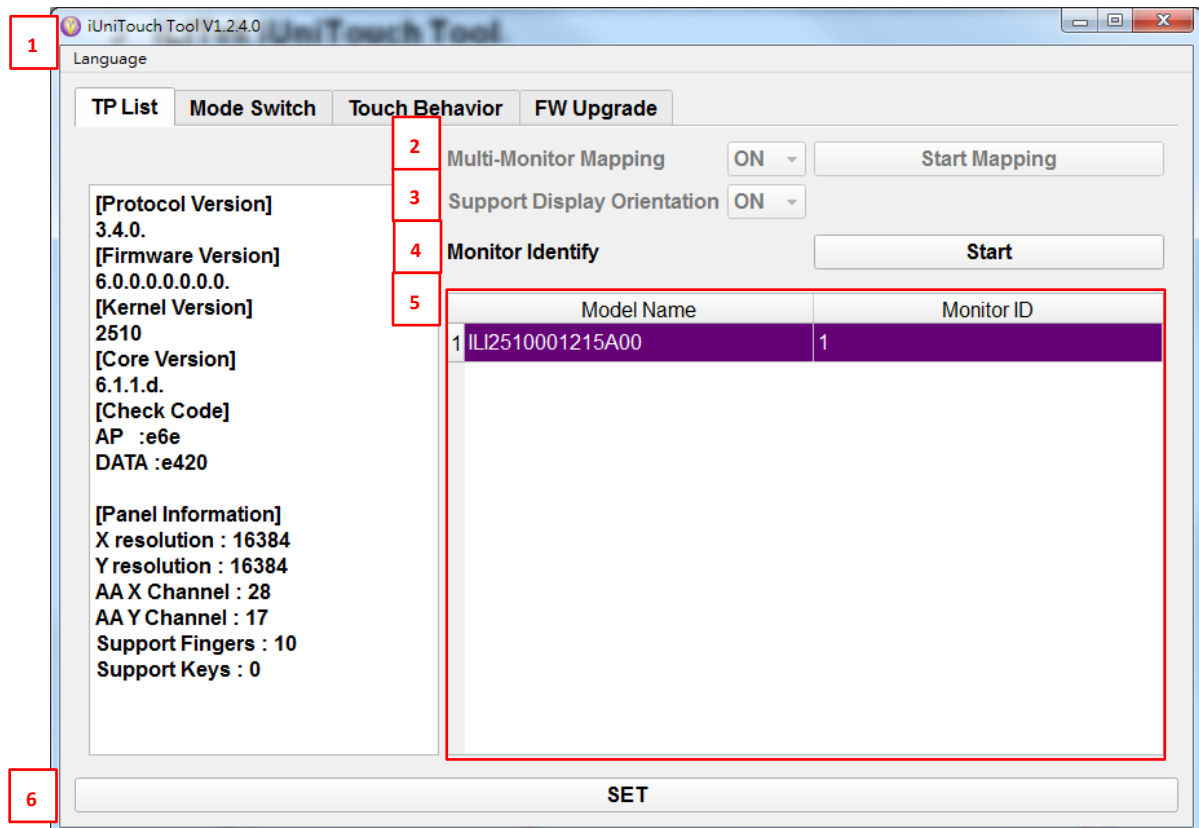 iUniTouch Tool V1.2.4.0
1
Language
TP List Mode Switch Touch Behavior FW Upgrade
2 Multi-Monitor Mapping ON Start Mapping
3 Support Display Orientation ON
4 Monitor Identify Start
5
Model Name Monitor ID
1 ILI2510001215A00 1
[Protocol Version]
3.4.0.
[Firmware Version]
6.0.0.0.0.0.0.
[Kernel Version]
2510
[Core Version]
6.1.1.d.
[Check Code]
AP :e6e
DATA :e420
[Panel Information]
X resolution : 16384
Y resolution : 16384
AA X Channel : 28
AA Y Channel : 17
Support Fingers : 10
Support Keys : 0
6 SET